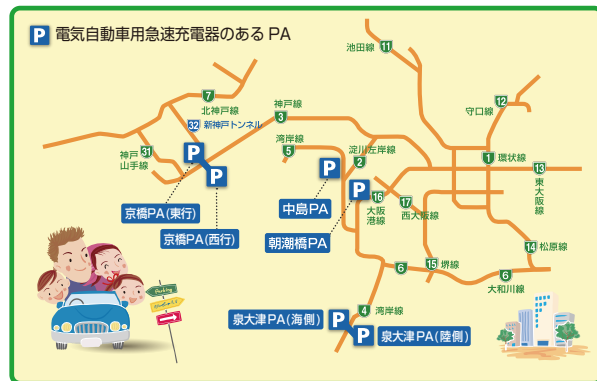 P 電気自動車用急速充電器のあるPA
池田線
11
7
北神戸線
32 新神戸トンネル
神戸線
3
12
守口線
31
神戸
山手線
湾岸線
5
淀川左岸線
2
1 環状線
13
東大阪線
P
P
P
P
京橋PA(東行)
京橋PA(西行)
中島PA
朝潮橋PA
16
大阪
港線
17
西大阪線
14 松原線
15 堺線
6
6
大和川線
4 湾岸線
泉大津PA(海側)
P
P
泉大津PA(陸側)
Parking